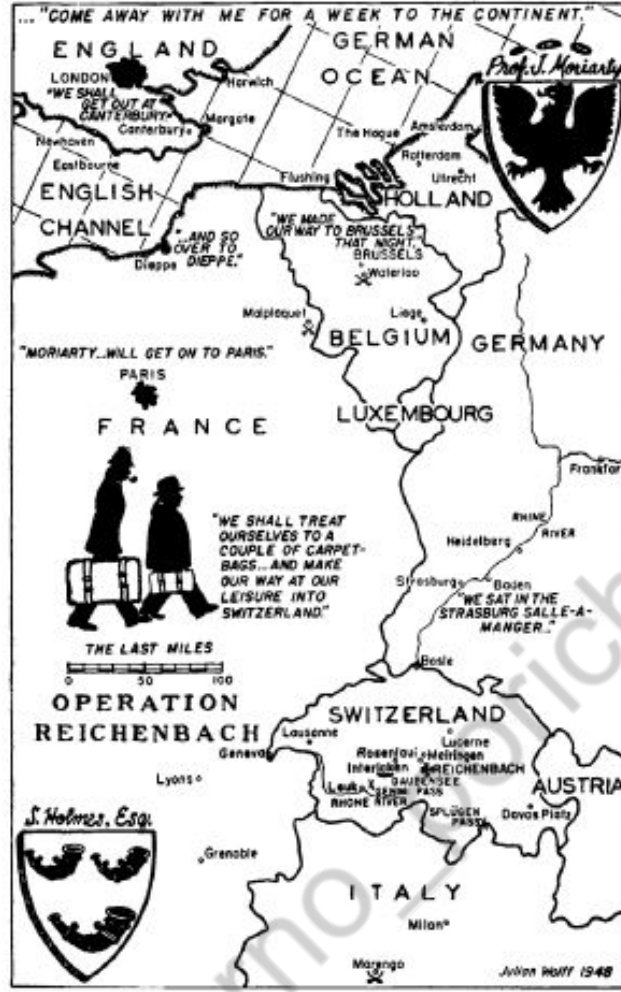 ..."COME AWAY WITH ME FOR A WEEK TO THE CONTINENT."
ENGLAND
GERMAN
OCEAN
Prof. J. Moriarty
LONDON
"WE SHALL
GET OUT AT
CANTERBURY"
Harwich
Canterbury
Margate
Newhaven
Eastbourne
ENGLISH
CHANNEL
The Hague
Amsterdam
Rotterdam
Utrecht
Flushing
HOLLAND
"...AND SO
OVER TO
DIEPPE."
Dieppe
"WE MADE
OUR WAY TO BRUSSELS
THAT NIGHT."
BRUSSELS
Waterloo
Malplaquet
Liege
BELGIUM
GERMANY
"MORIARTY...WILL GET ON TO PARIS."
PARIS
LUXEMBOURG
FRANCE
Frankfort
"WE SHALL TREAT
OURSELVES TO A
COUPLE OF CARPET-
BAGS...AND MAKE
OUR WAY AT OUR
LEISURE INTO
SWITZERLAND."
RHINE
RIVER
Heidelberg
Strasburg
Baden
"WE SAT IN THE
STRASBURG SALLE-A-
MANGER..."
THE LAST MILES
0 50 100
OPERATION
REICHENBACH
Basle
SWITZERLAND
Lausanne
Geneva
Lucerne
Rosenlaui
Meiringen
Interlaken
REICHENBACH
DAUBENSEE
GEMMI PASS
Leuk
RHONE RIVER
SPLÜGEN
PASS
Davos Platz
AUSTRIA
Lyons
S. Holmes, Esq.
Grenoble
ITALY
Milan
Marengo
Julian Wolff 1948